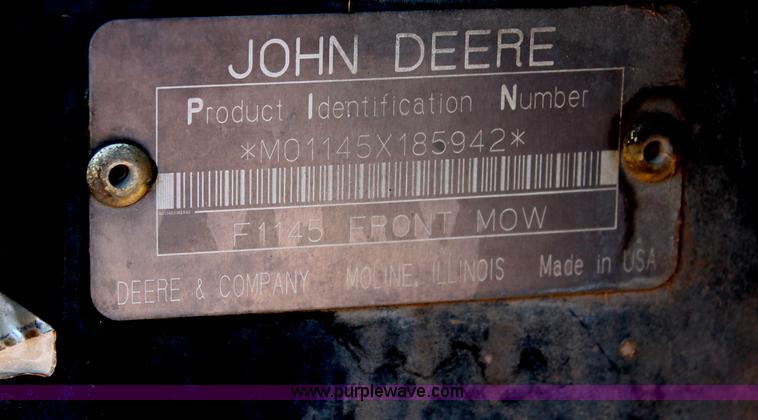 JOHN DEERE
Product Identification Number
*M01145X185942*
F1145 FRONT MOW
DEERE & COMPANY MOLINE, ILLINOIS Made in USA
www.purplewave.com